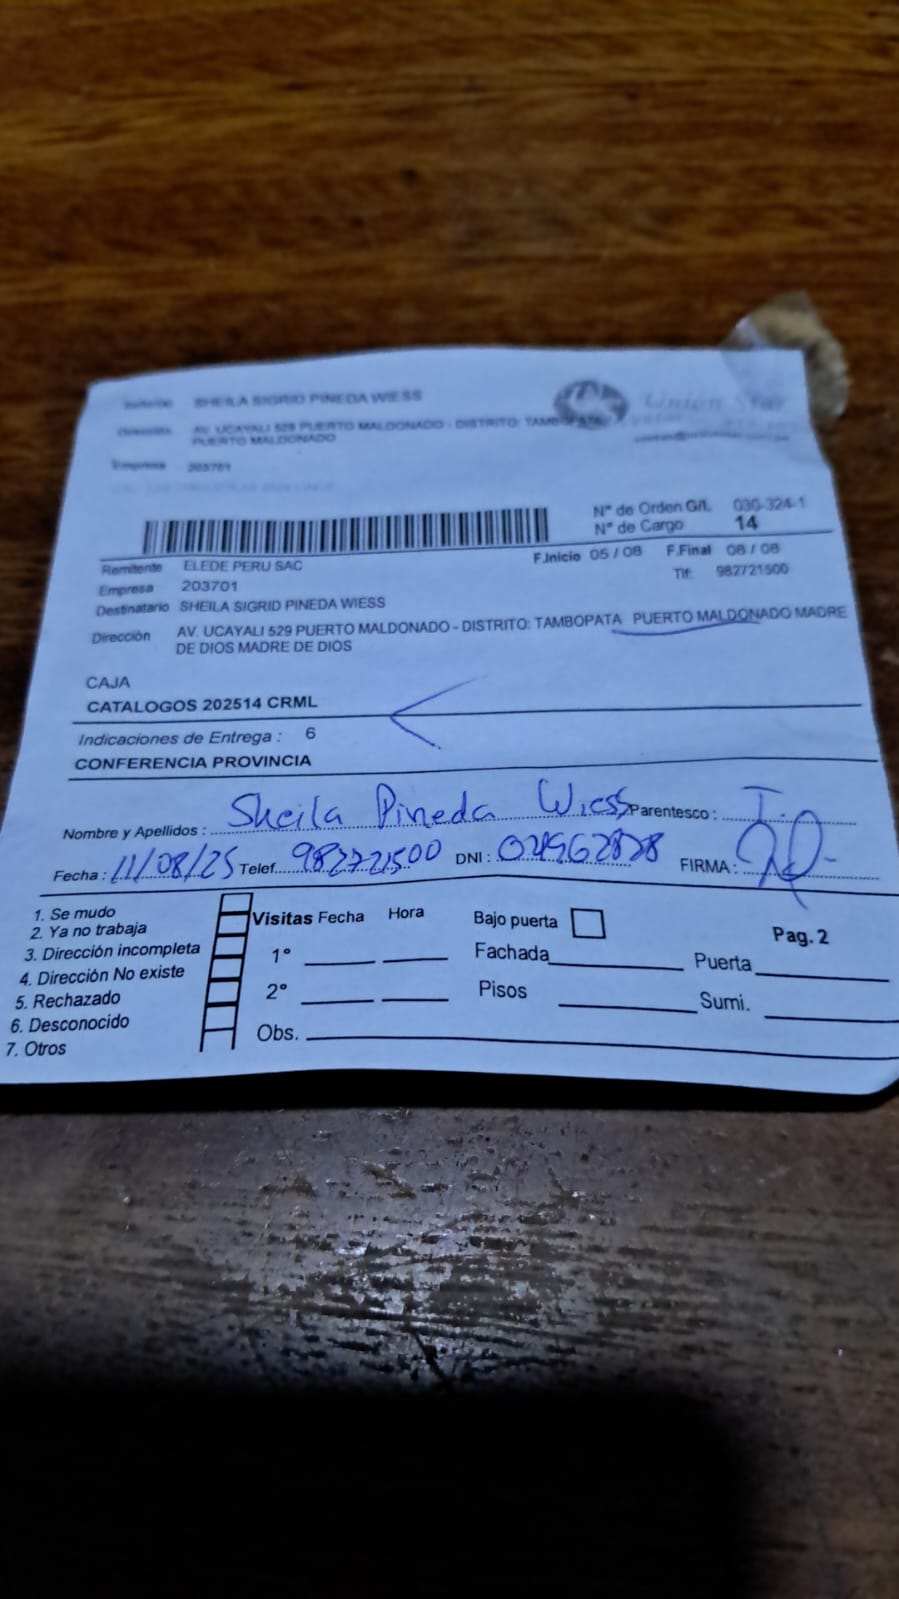 SHEILA SIGRID PINEDA WIESS
AV. UCAYALI 529 PUERTO MALDONADO - DISTRITO: TAMBOPATA
PUERTO MALDONADO
Empresa 203701
Union Star
Nº de Orden G/I. 030-324-1
Nº de Cargo 14
Remitente ELEDE PERU SAC
F.Inicio 05 / 08 F.Final 08 / 08
Empresa 203701
Tlf: 982721500
Destinatario SHEILA SIGRID PINEDA WIESS
Dirección AV. UCAYALI 529 PUERTO MALDONADO - DISTRITO: TAMBOPATA PUERTO MALDONADO MADRE
DE DIOS MADRE DE DIOS
CAJA
CATALOGOS 202514 CRML
Indicaciones de Entrega : 6
CONFERENCIA PROVINCIA
Nombre y Apellidos : Sheila Pineda Wiess Parentesco : T.
Fecha : 11/08/25 Telef. 982721500 DNI : FIRMA :
1. Se mudo
2. Ya no trabaja
3. Dirección incompleta
4. Dirección No existe
5. Rechazado
6. Desconocido
7. Otros
Visitas Fecha Hora
1°
2°
Obs.
Bajo puerta
Fachada
Pisos
Pag. 2
Puerta
Sumi.